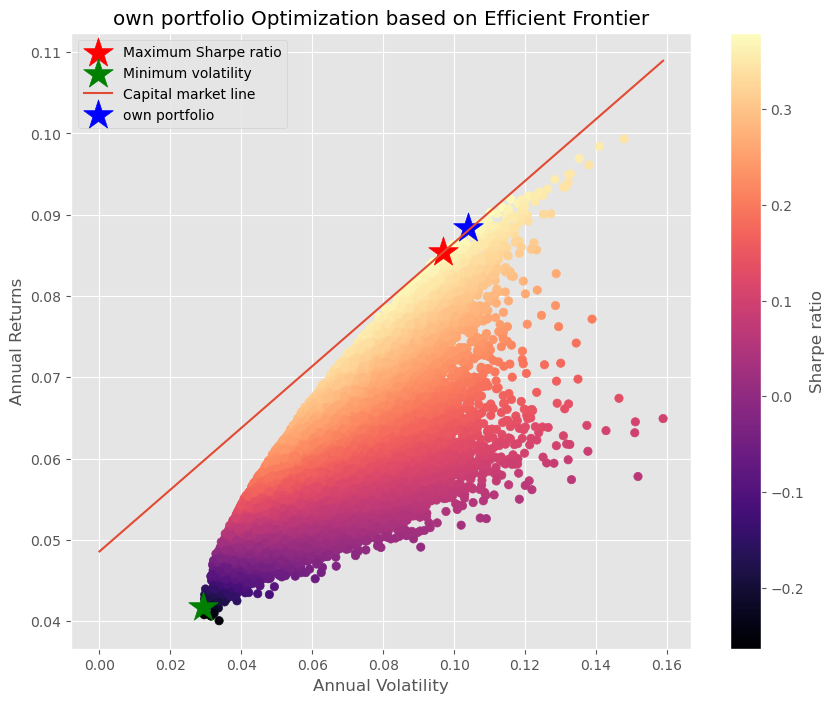 own portfolio Optimization based on Efficient Frontier
Maximum Sharpe ratio
Minimum volatility
Capital market line
own portfolio
0.11
0.10
0.09
0.08
0.07
0.06
0.05
0.04
Annual Returns
0.00 0.02 0.04 0.06 0.08 0.10 0.12 0.14 0.16
Annual Volatility
0.3
0.2
0.1
0.0
−0.1
−0.2
Sharpe ratio